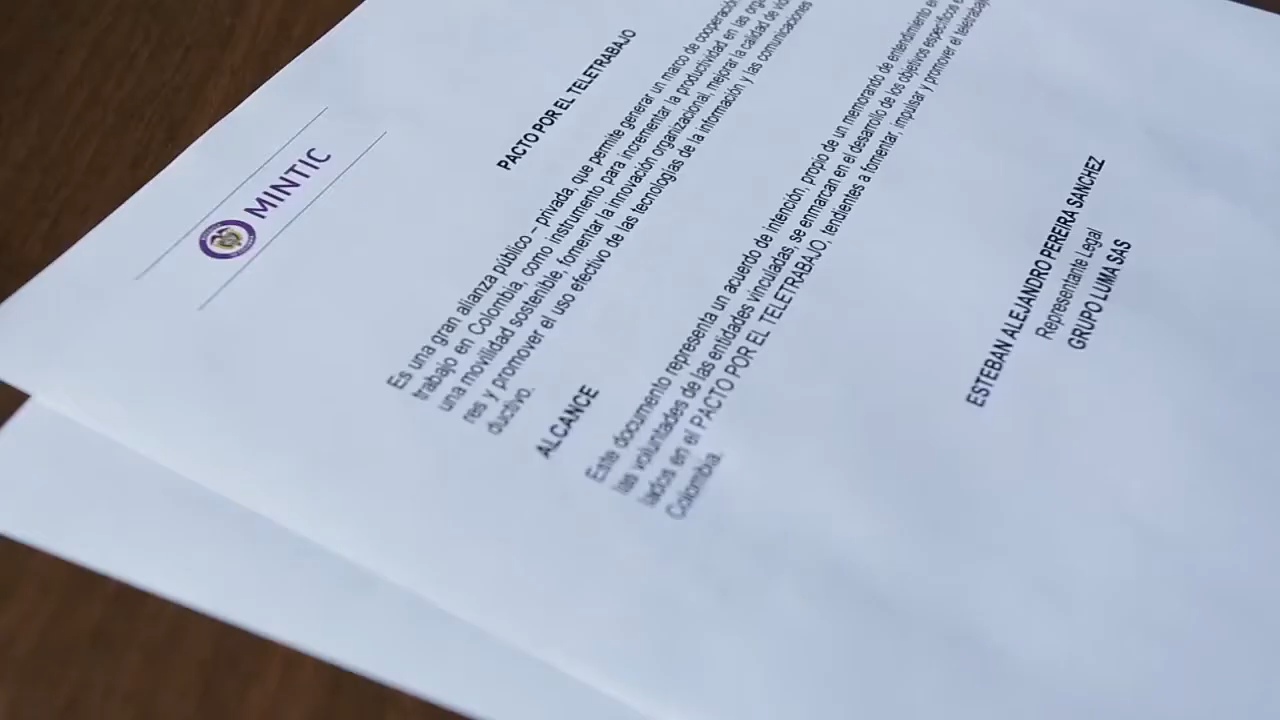 MINTIC
PACTO POR EL TELETRABAJO
Es una gran alianza público – privada, que permite generar un marco de cooperación
trabajo en Colombia, como instrumento para incrementar la productividad en las
una movilidad sostenible, fomentar la innovación organizacional, mejorar la calidad de
res y promover el uso efectivo de las tecnologías de la información y las comunicaciones
ductivo.
ALCANCE
Este documento representa un acuerdo de intención, propio de un memorando de entendimiento
las voluntades de las entidades vinculadas, se enmarcan en el desarrollo de los objetivos específicos
lados en el PACTO POR EL TELETRABAJO, tendientes a fomentar, impulsar y promover el
Colombia.
ESTEBAN ALEJANDRO PEREIRA SANCHEZ
Representante Legal
GRUPO LUMA SAS